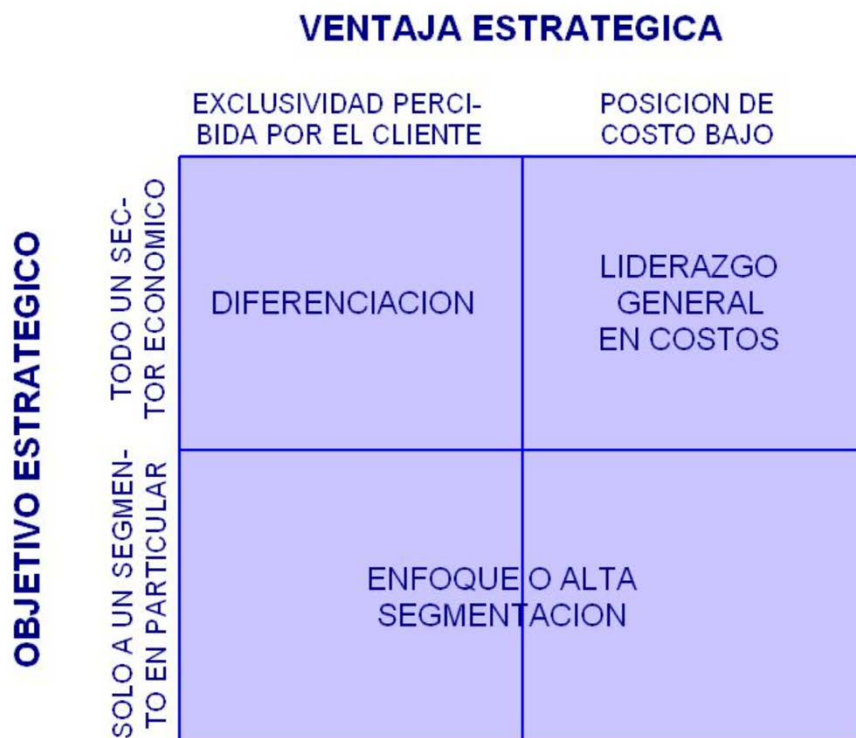 VENTAJA ESTRATEGICA
EXCLUSIVIDAD PERCI-
BIDA POR EL CLIENTE
POSICION DE
COSTO BAJO
OBJETIVO ESTRATEGICO
TODO UN SEC-
TOR ECONOMICO
DIFERENCIACION
LIDERAZGO
GENERAL
EN COSTOS
SOLO A UN SEGMEN-
TO EN PARTICULAR
ENFOQUE O ALTA
SEGMENTACION